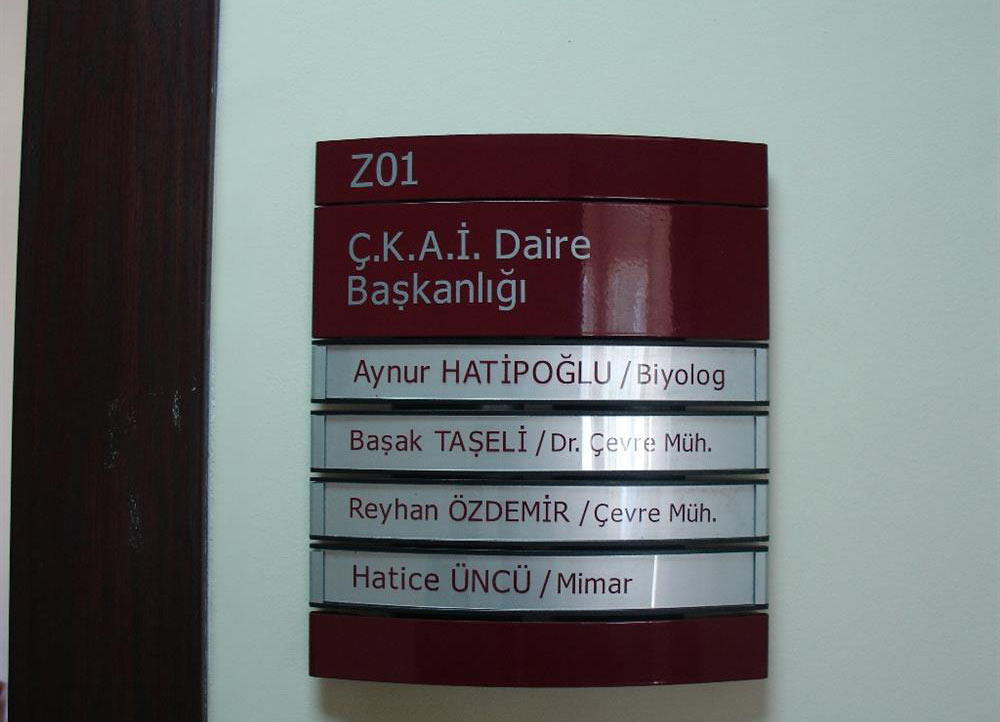 Z01
Ç.K.A.İ. Daire
Başkanlığı
Aynur HATİPOĞLU / Biyolog
Başak TAŞELİ / Dr. Çevre Müh.
Reyhan ÖZDEMİR / Çevre Müh.
Hatice ÜNCÜ / Mimar